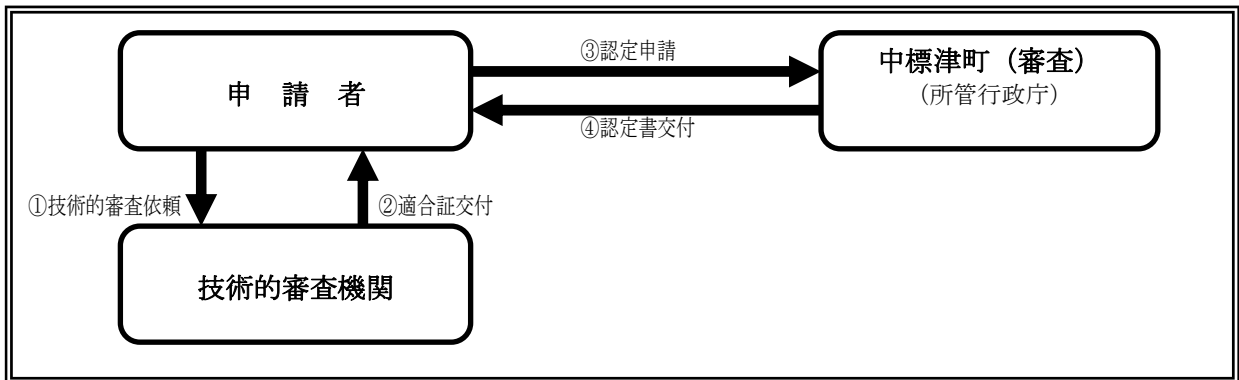 ③認定申請
申 請 者
中標津町（審査）
（所管行政庁）
④認定書交付
①技術的審査依頼
②適合証交付
技術的審査機関